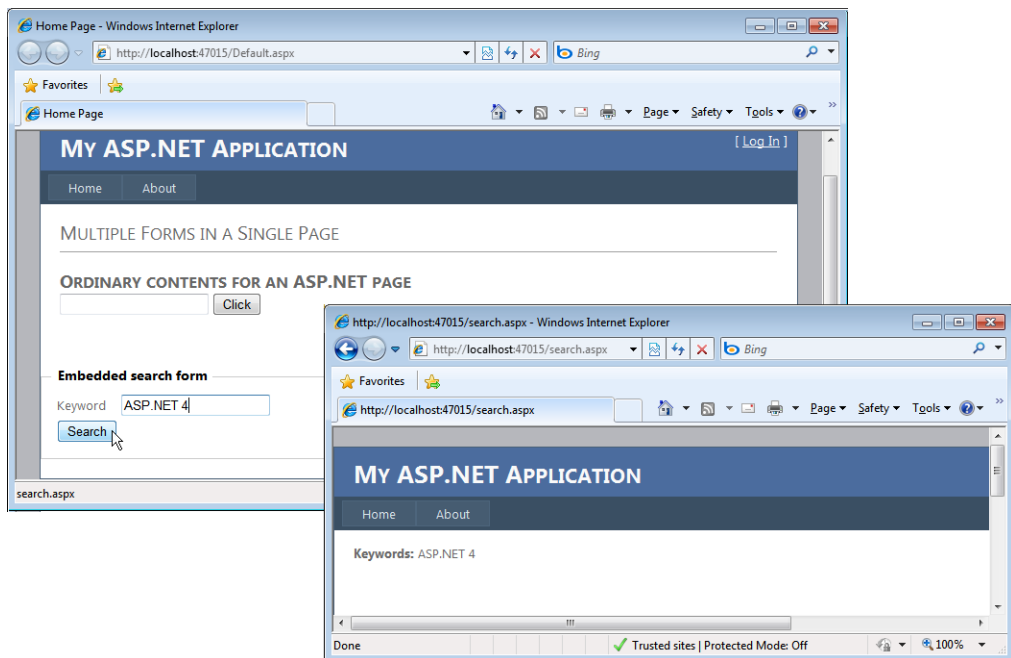 Home Page - Windows Internet Explorer
http://localhost:47015/Default.aspx
Bing
Favorites
Home Page
Page Safety Tools
MY ASP.NET APPLICATION
[ Log In ]
Home About
MULTIPLE FORMS IN A SINGLE PAGE
ORDINARY CONTENTS FOR AN ASP.NET PAGE
Click
Embedded search form
Keyword ASP.NET 4
Search
search.aspx
http://localhost:47015/search.aspx - Windows Internet Explorer
http://localhost:47015/search.aspx
Bing
Favorites
http://localhost:47015/search.aspx
Page Safety Tools
MY ASP.NET APPLICATION
Home About
Keywords: ASP.NET 4
Done
Trusted sites | Protected Mode: Off
100%